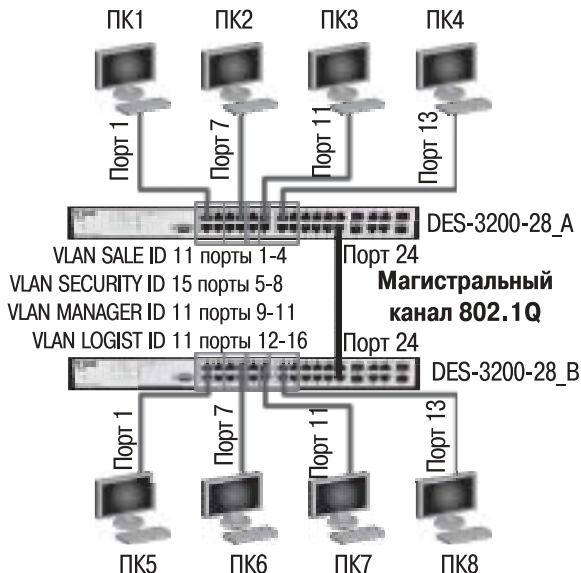 ПК1 ПК2 ПК3 ПК4
Порт 1 Порт 7 Порт 11 Порт 13
DES-3200-28_A
VLAN SALE ID 11 порты 1-4
Порт 24
VLAN SECURITY ID 15 порты 5-8
VLAN MANAGER ID 11 порты 9-11
VLAN LOGIST ID 11 порты 12-16
Магистральный
канал 802.1Q
Порт 24
DES-3200-28_B
Порт 1 Порт 7 Порт 11 Порт 13
ПК5 ПК6 ПК7 ПК8